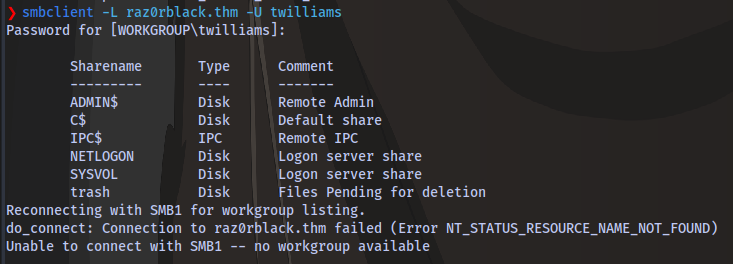 ❯ smbclient -L raz0rblack.thm -U twilliams
Password for [WORKGROUP\twilliams]:
Sharename Type Comment
--------- ---- -------
ADMIN$ Disk Remote Admin
C$ Disk Default share
IPC$ IPC Remote IPC
NETLOGON Disk Logon server share
SYSVOL Disk Logon server share
trash Disk Files Pending for deletion
Reconnecting with SMB1 for workgroup listing.
do_connect: Connection to raz0rblack.thm failed (Error NT_STATUS_RESOURCE_NAME_NOT_FOUND)
Unable to connect with SMB1 -- no workgroup available